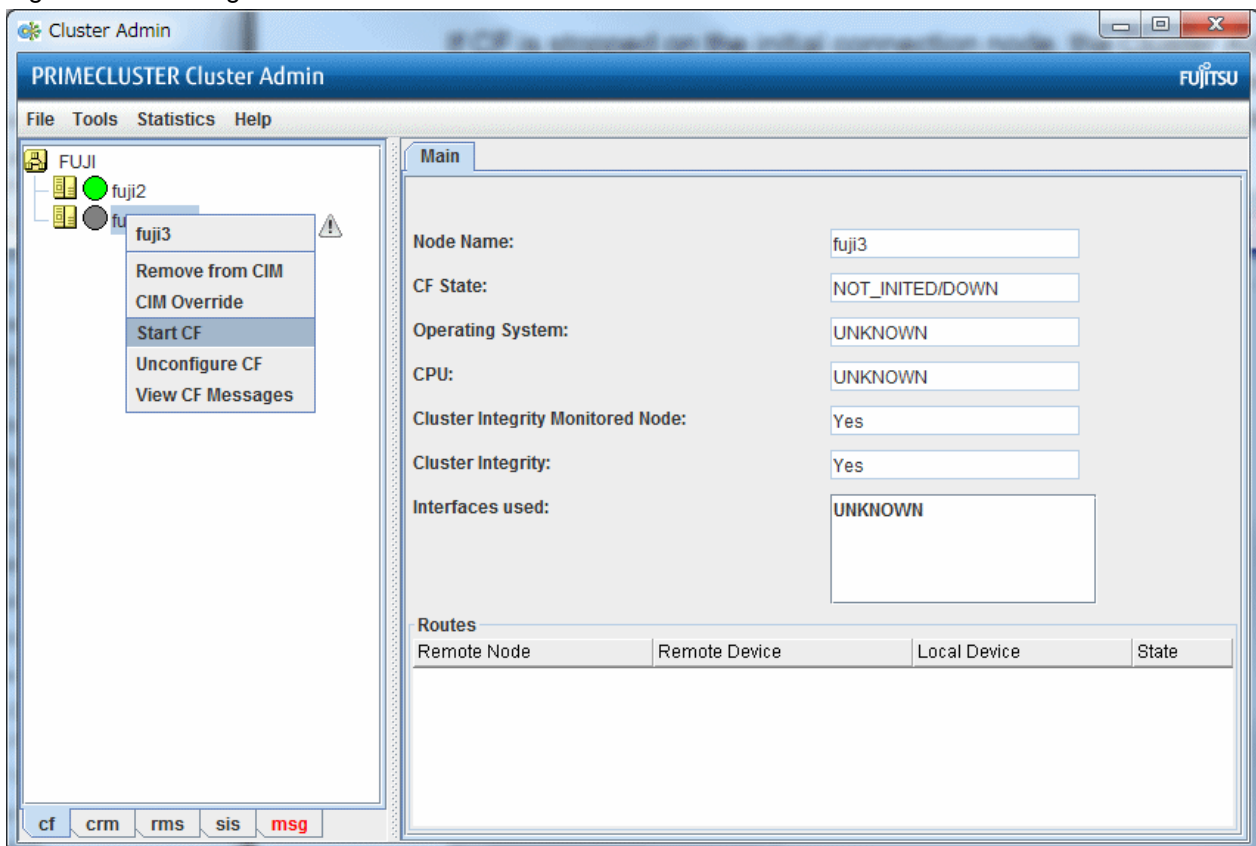 Cluster Admin
PRIMECLUSTER Cluster Admin
FUJITSU
File Tools Statistics Help
FUJI
fuji2
fu
fuji3
Remove from CIM
CIM Override
Start CF
Unconfigure CF
View CF Messages
Main
Node Name: fuji3
CF State: NOT_INITED/DOWN
Operating System: UNKNOWN
CPU: UNKNOWN
Cluster Integrity Monitored Node: Yes
Cluster Integrity: Yes
Interfaces used: UNKNOWN
Routes
Remote Node Remote Device Local Device State
cf crm rms sis msg